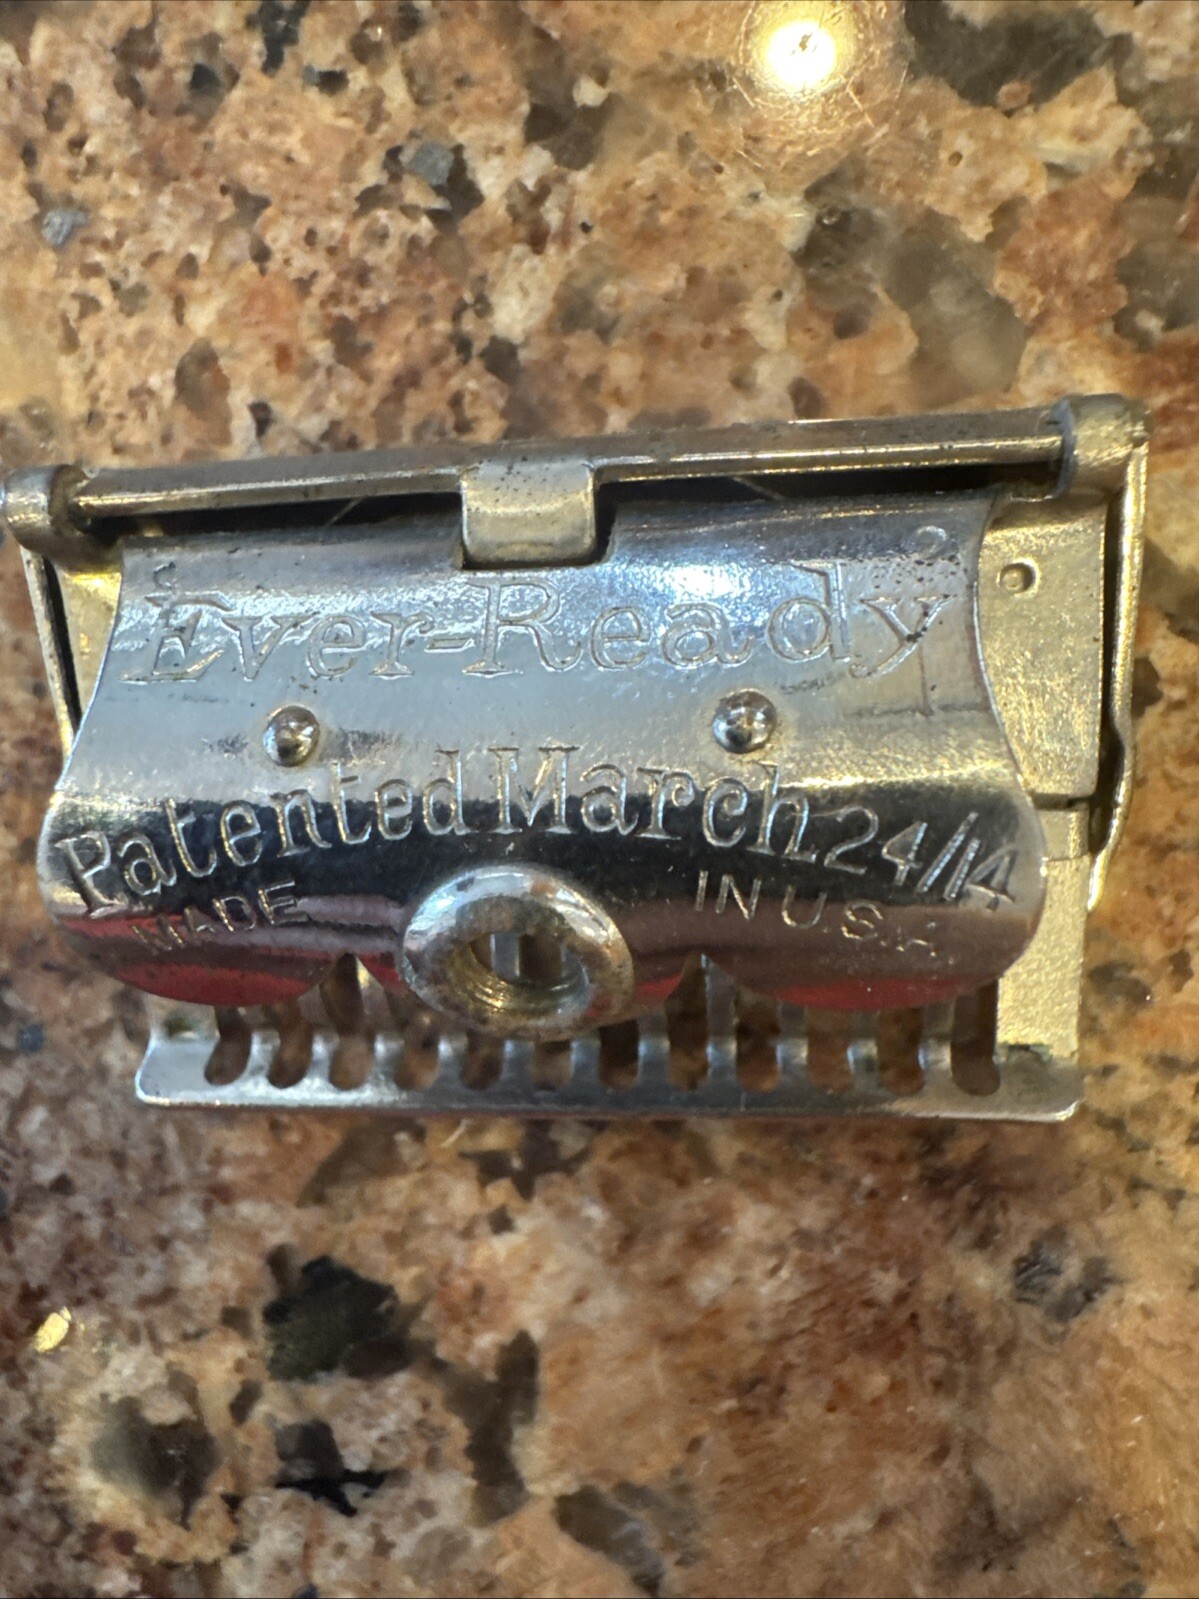 "Ever-Ready"
Patented March 24/14
MADE IN U.S.A